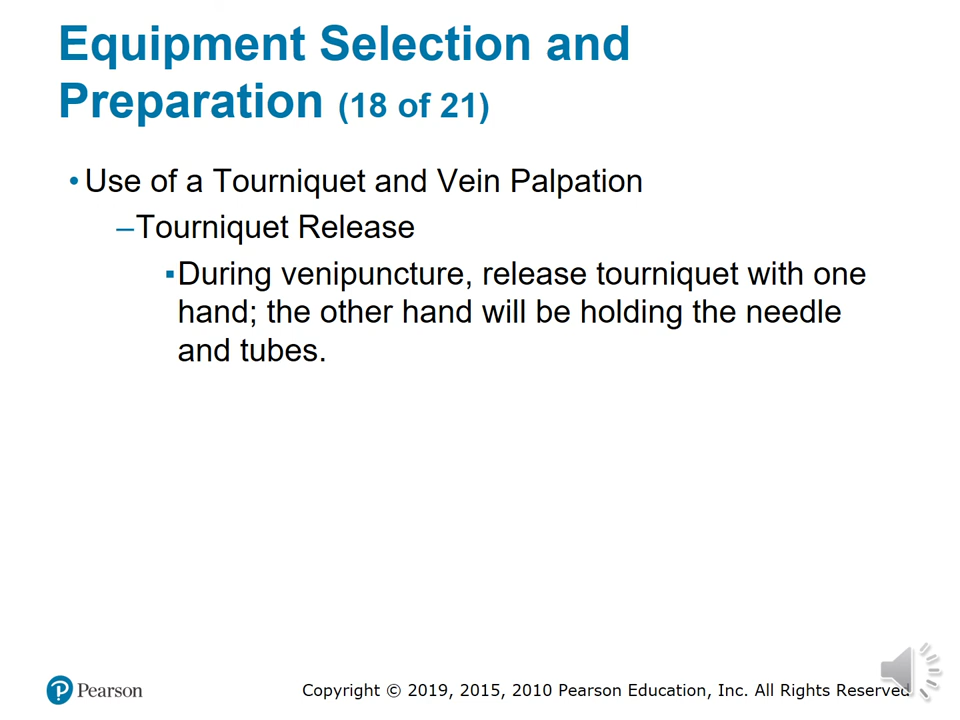 Equipment Selection and
Preparation (18 of 21)
• Use of a Tourniquet and Vein Palpation
–Tourniquet Release
▪During venipuncture, release tourniquet with one
hand; the other hand will be holding the needle
and tubes.
Pearson
Copyright © 2019, 2015, 2010 Pearson Education, Inc. All Rights Reserved